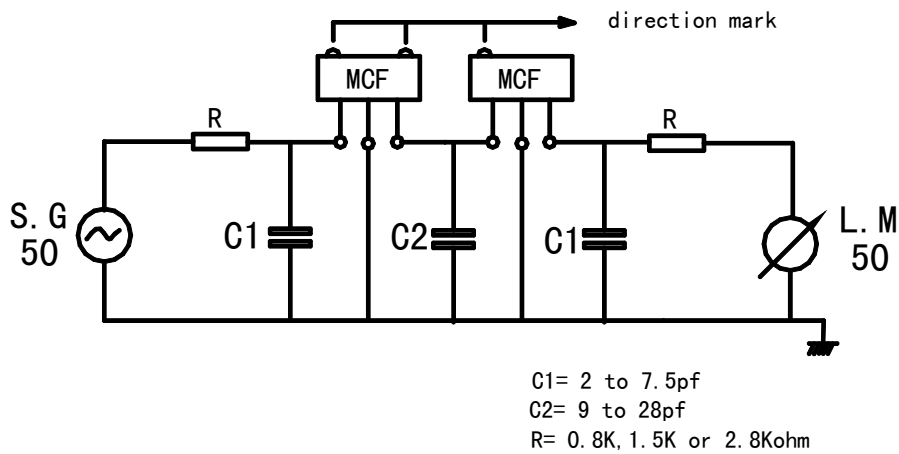 direction mark
MCF
MCF
R
R
S. G
50
C1
C2
C1
L. M
50
C1= 2 to 7.5pf
C2= 9 to 28pf
R= 0.8K, 1.5K or 2.8Kohm